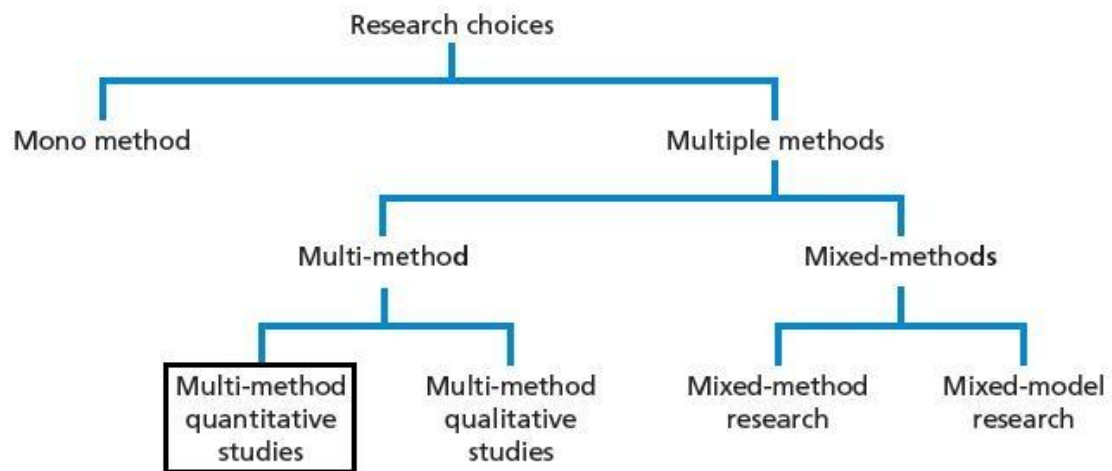 Research choices
Mono method
Multiple methods
Multi-method
Mixed-methods
Multi-method
quantitative
studies
Multi-method
qualitative
studies
Mixed-method
research
Mixed-model
research